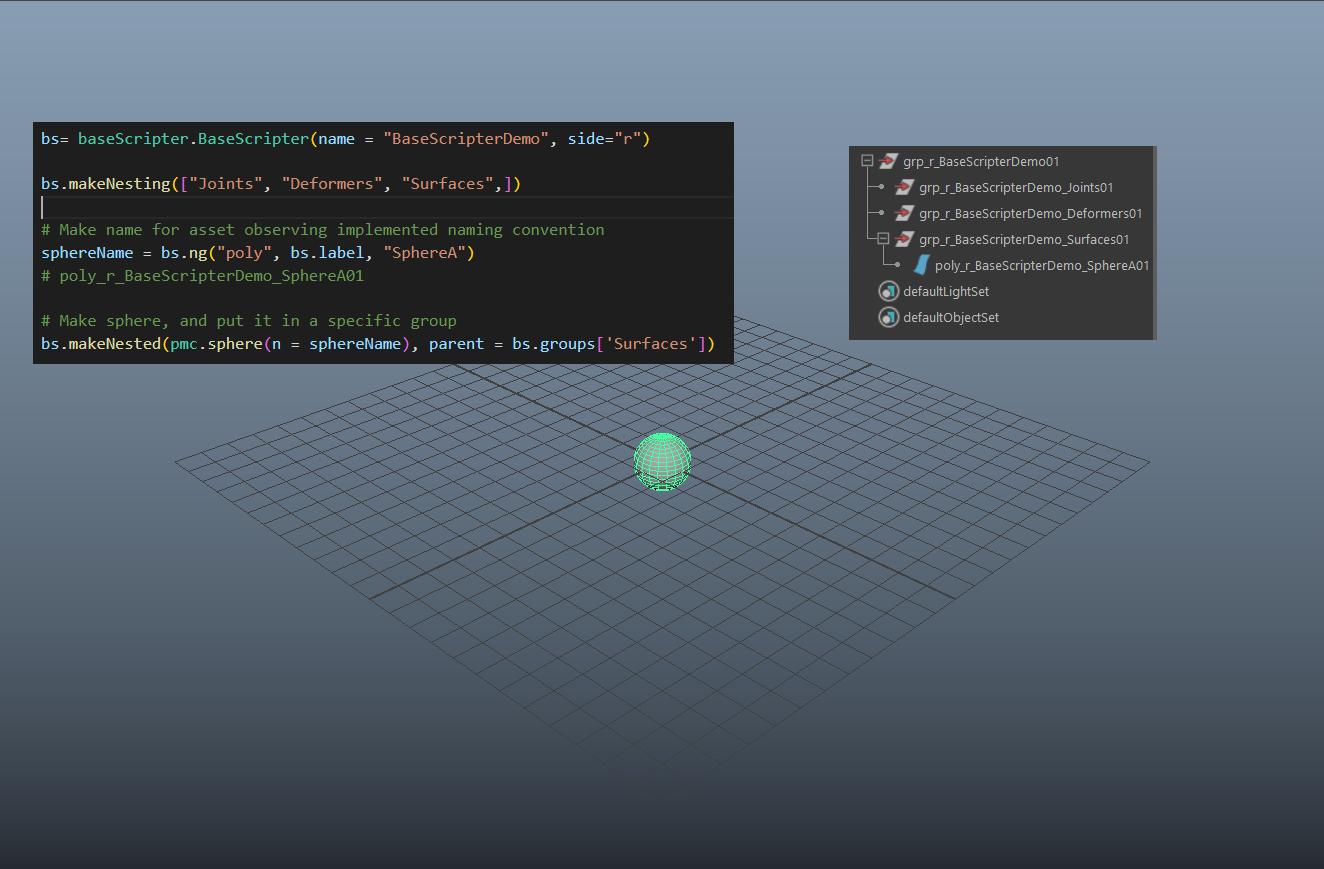 bs= baseScripter.BaseScripter(name = "BaseScripterDemo", side="r")
bs.makeNesting(["Joints", "Deformers", "Surfaces",])
# Make name for asset observing implemented naming convention
sphereName = bs.ng("poly", bs.label, "SphereA")
# poly_r_BaseScripterDemo_SphereA01
# Make sphere, and put it in a specific group
bs.makeNested(pmc.sphere(n = sphereName), parent = bs.groups['Surfaces'])
grp_r_BaseScripterDemo01
grp_r_BaseScripterDemo_Joints01
grp_r_BaseScripterDemo_Deformers01
grp_r_BaseScripterDemo_Surfaces01
poly_r_BaseScripterDemo_SphereA01
defaultLightSet
defaultObjectSet